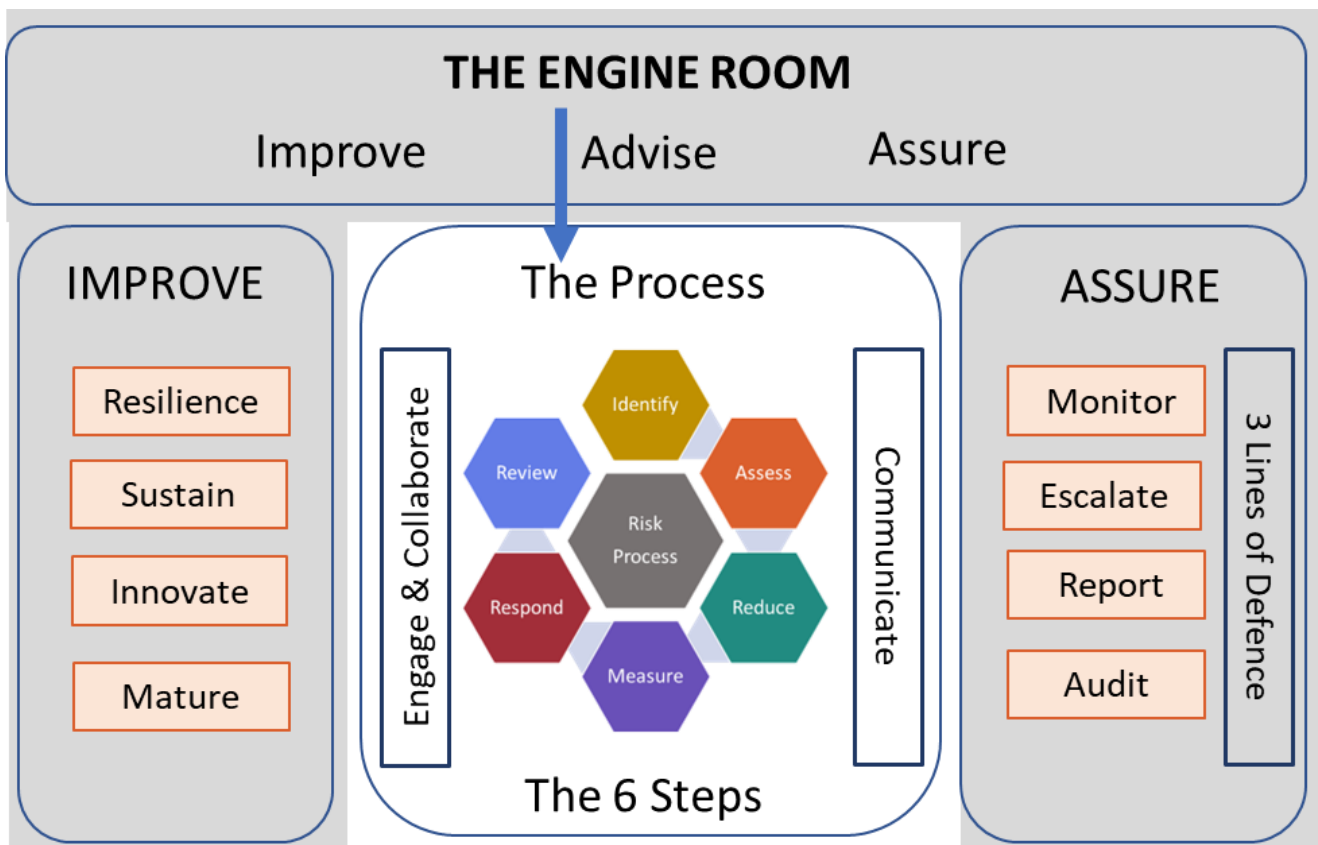 THE ENGINE ROOM
Improve Advise Assure
IMPROVE
Resilience
Sustain
Innovate
Mature
The Process
Engage & Collaborate
Identify
Assess
Reduce
Measure
Respond
Review
Risk
Process
Communicate
The 6 Steps
ASSURE
Monitor
Escalate
Report
Audit
3 Lines of Defence